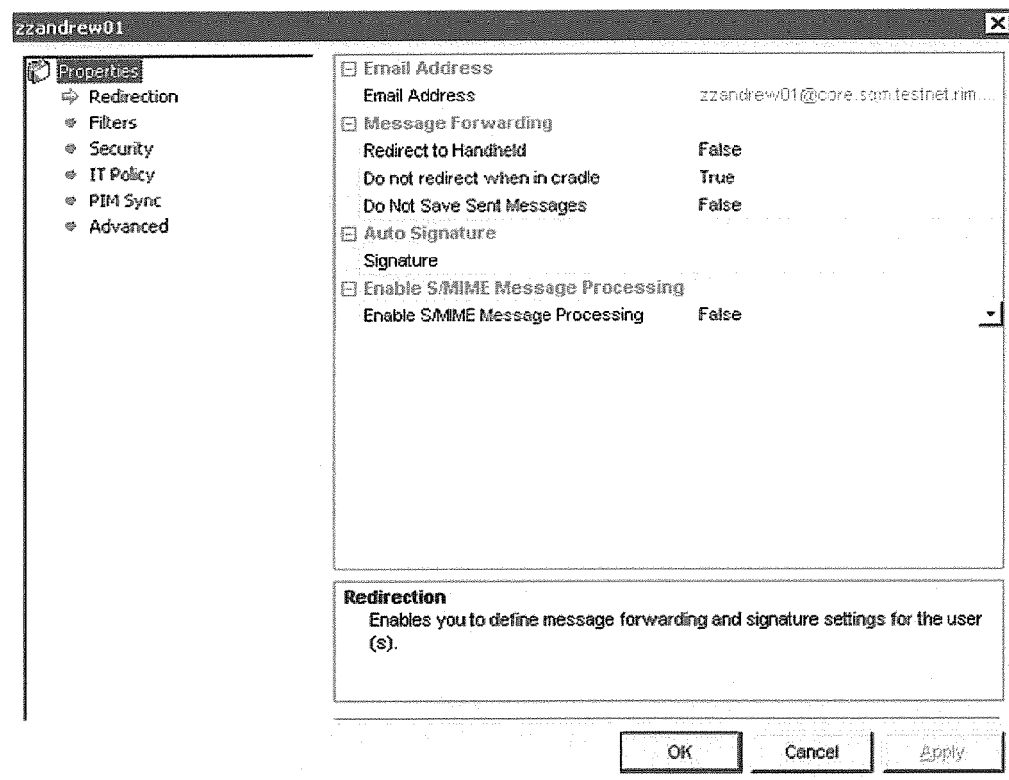 zzandrew01
Properties
Redirection
Filters
Security
IT Policy
PIM Sync
Advanced
Email Address
Email Address zzandrew01@core.sqm.testnet.rim....
Message Forwarding
Redirect to Handheld False
Do not redirect when in cradle True
Do Not Save Sent Messages False
Auto Signature
Signature
Enable S/MIME Message Processing
Enable S/MIME Message Processing False
Redirection
Enables you to define message forwarding and signature settings for the user
(s).
OK Cancel Apply